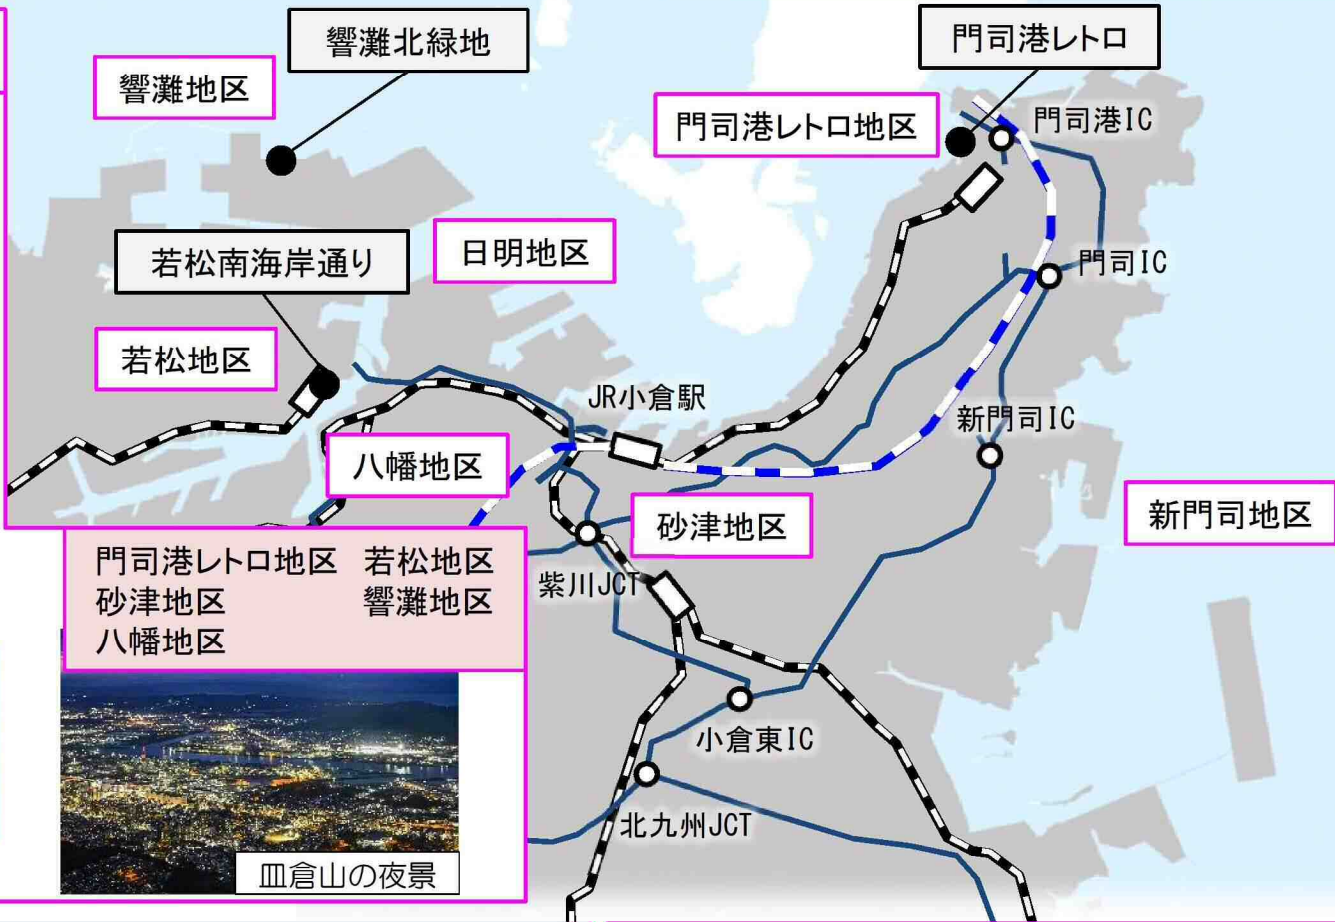 響灘北緑地
門司港レトロ
響灘地区
門司港レトロ地区
門司港IC
若松南海岸通り
日明地区
門司IC
若松地区
JR小倉駅
新門司IC
八幡地区
砂津地区
新門司地区
門司港レトロ地区 若松地区
砂津地区 響灘地区
八幡地区
紫川JCT
小倉東IC
北九州JCT
皿倉山の夜景